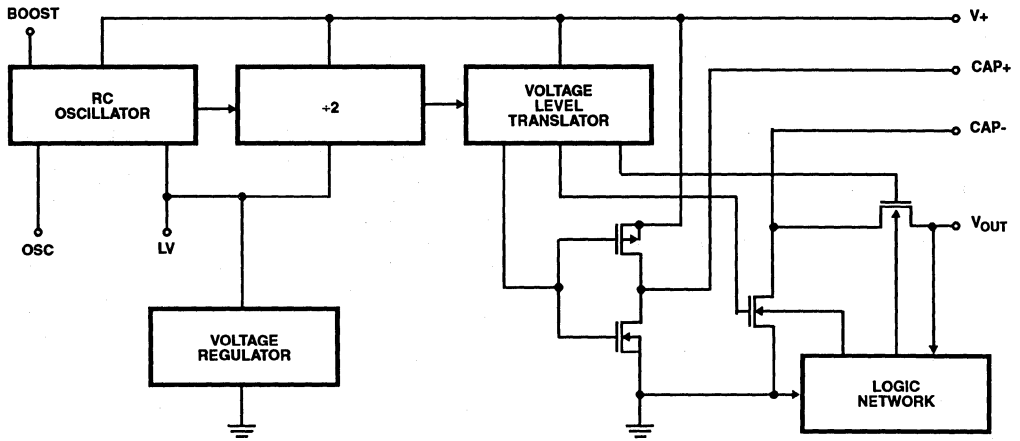 BOOST
V+
CAP+
RC
OSCILLATOR
÷2
VOLTAGE
LEVEL
TRANSLATOR
CAP-
VOUT
OSC
LV
VOLTAGE
REGULATOR
LOGIC
NETWORK